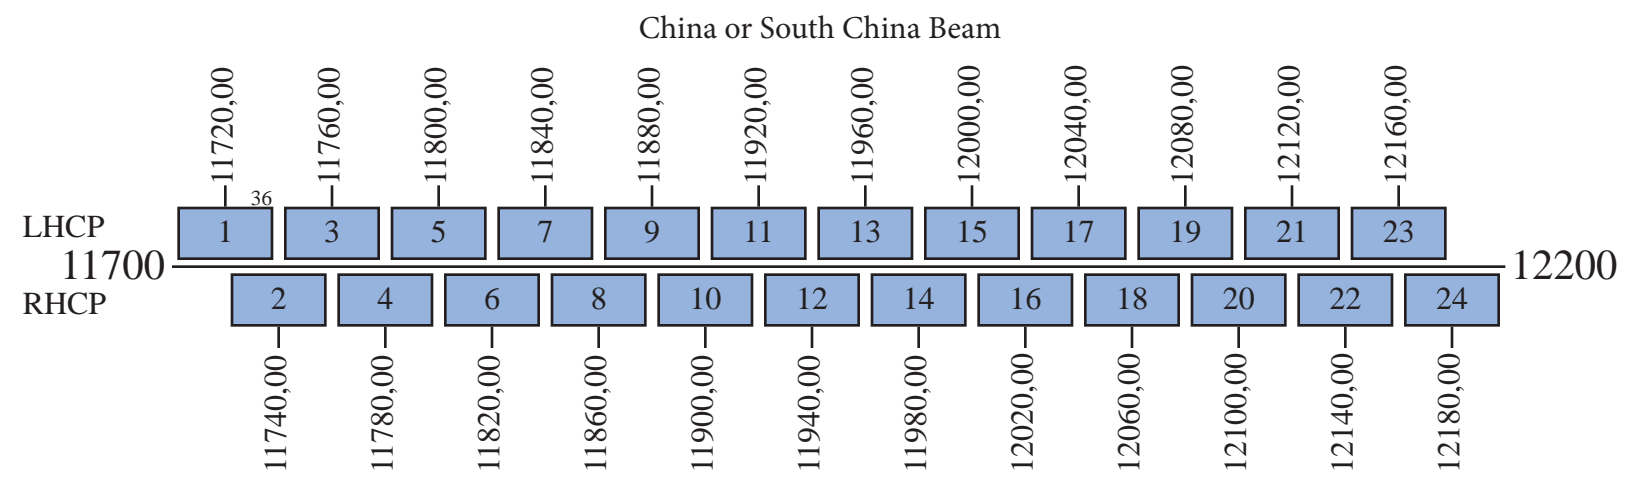 China or South China Beam
11720,00 11760,00 11800,00 11840,00 11880,00 11920,00 11960,00 12000,00 12040,00 12080,00 12120,00 12160,00
36
LHCP 1 3 5 7 9 11 13 15 17 19 21 23
11700 12200
RHCP 2 4 6 8 10 12 14 16 18 20 22 24
11740,00 11780,00 11820,00 11860,00 11900,00 11940,00 11980,00 12020,00 12060,00 12100,00 12140,00 12180,00